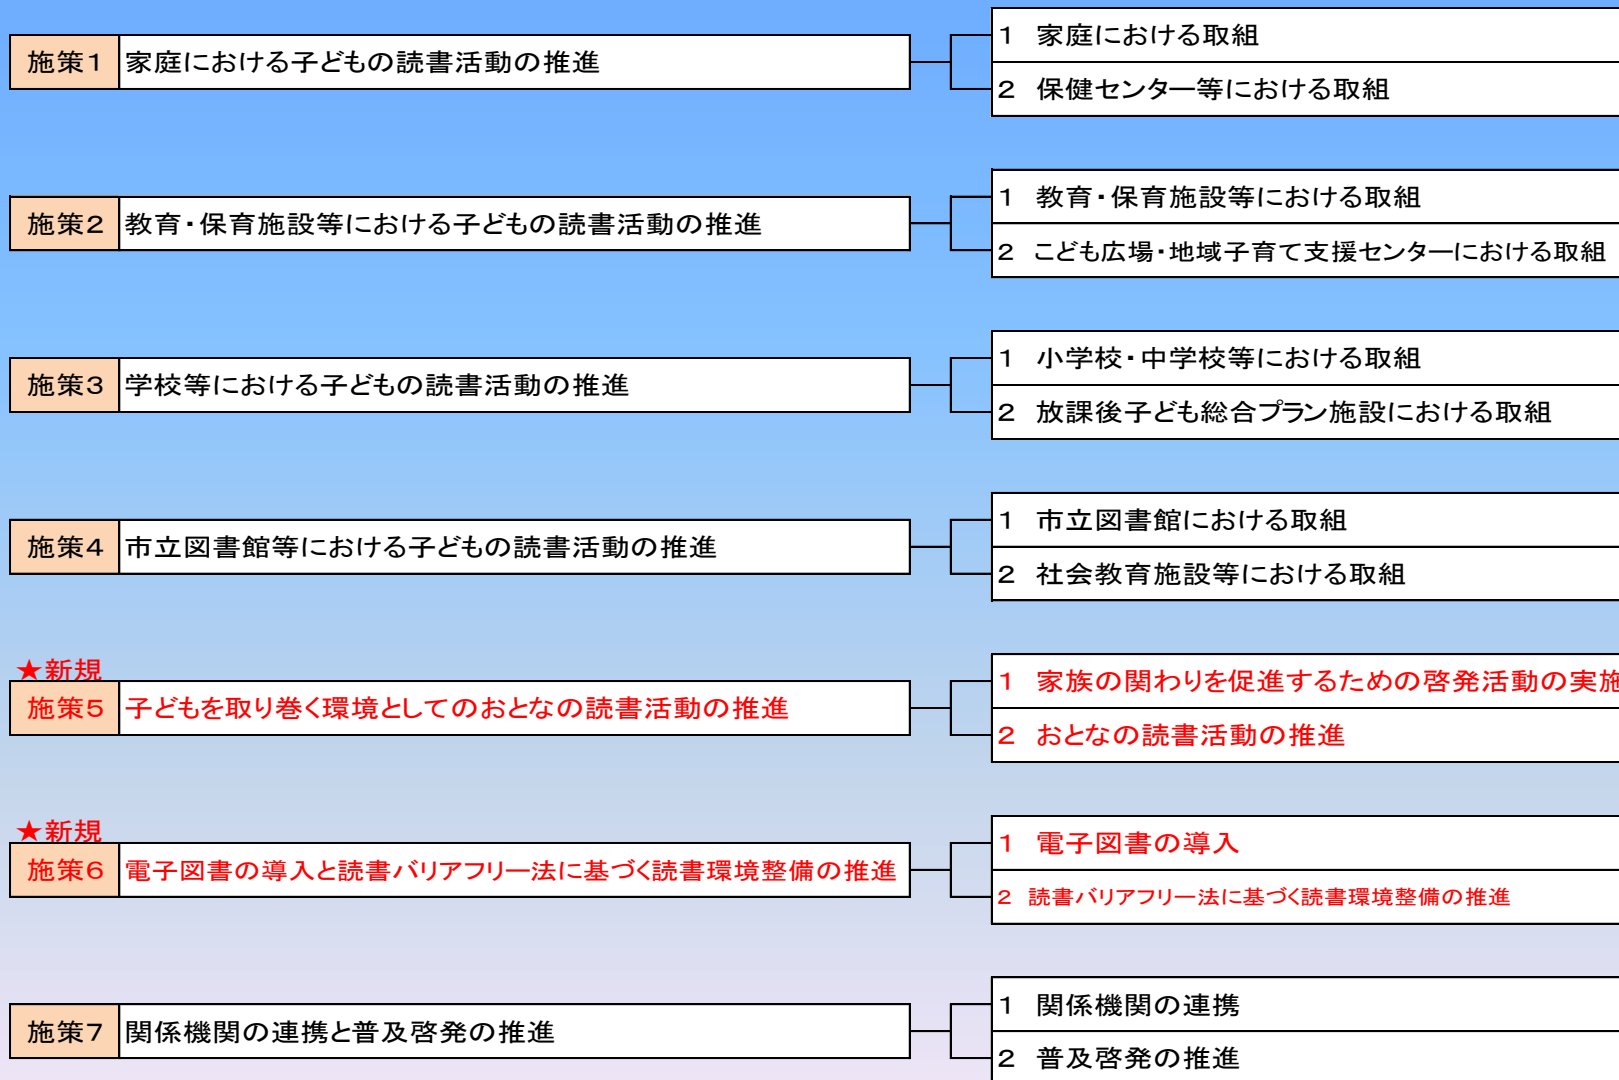 施策1 家庭における子どもの読書活動の推進
1 家庭における取組
2 保健センター等における取組
施策2 教育・保育施設等における子どもの読書活動の推進
1 教育・保育施設等における取組
2 こども広場・地域子育て支援センターにおける取組
施策3 学校等における子どもの読書活動の推進
1 小学校・中学校等における取組
2 放課後子ども総合プラン施設における取組
施策4 市立図書館等における子どもの読書活動の推進
1 市立図書館における取組
2 社会教育施設等における取組
★新規
施策5 子どもを取り巻く環境としてのおとなの読書活動の推進
1 家族の関わりを促進するための啓発活動の実施
2 おとなの読書活動の推進
★新規
施策6 電子図書の導入と読書バリアフリー法に基づく読書環境整備の推進
1 電子図書の導入
2 読書バリアフリー法に基づく読書環境整備の推進
施策7 関係機関の連携と普及啓発の推進
1 関係機関の連携
2 普及啓発の推進